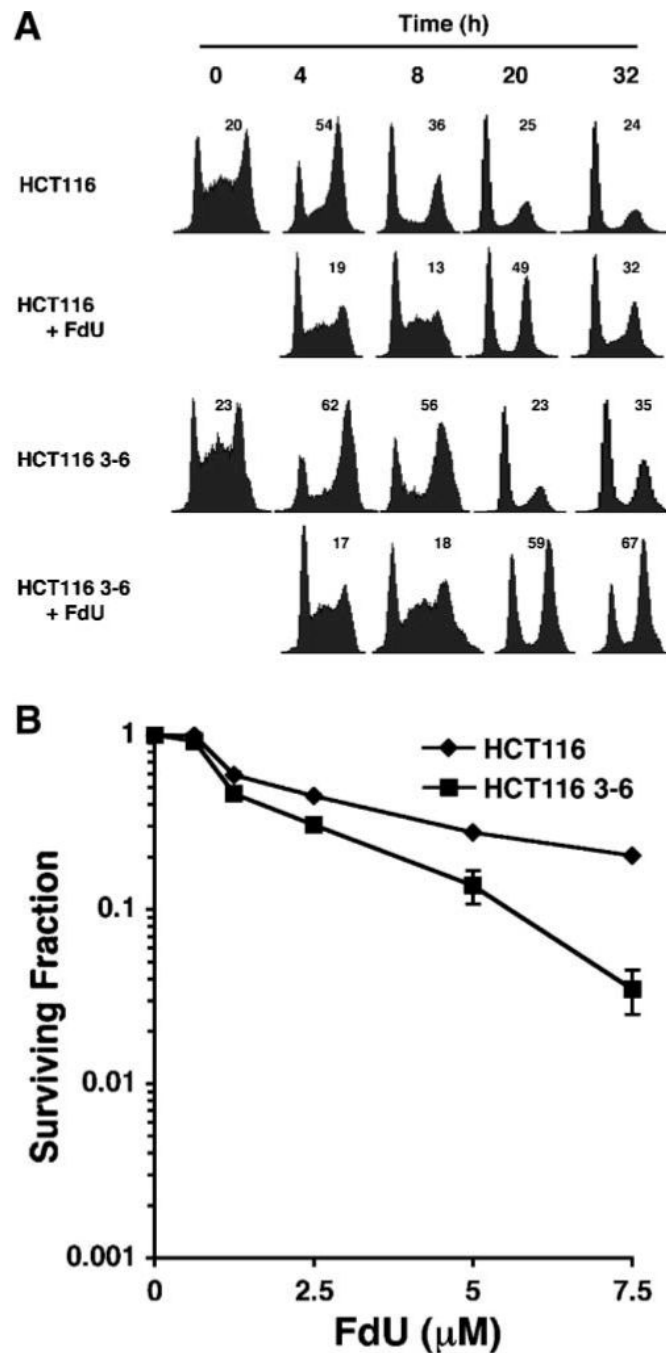 A
Time (h)
0 4 8 20 32
HCT116
20 54 36 25 24
HCT116
+ FdU
19 13 49 32
HCT116 3-6
23 62 56 23 35
HCT116 3-6
+ FdU
17 18 59 67
B
Surviving Fraction
1
0.1
0.01
0.001
HCT116
HCT116 3-6
0 2.5 5 7.5
FdU (μM)